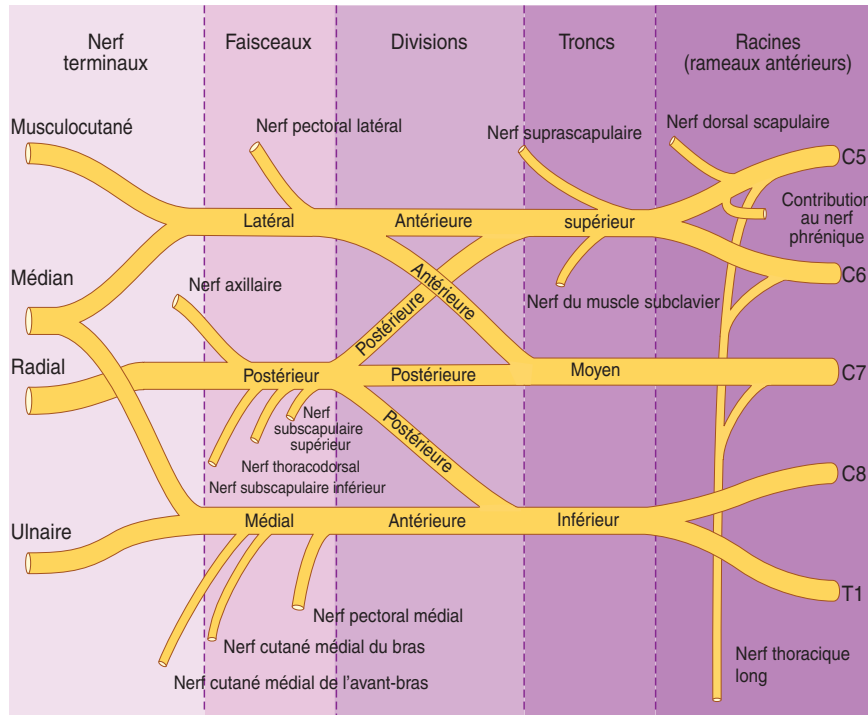 Nerf
terminaux
Faisceaux
Divisions
Troncs
Racines
(rameaux antérieurs)
Musculocutané
Nerf pectoral latéral
Nerf suprascapulaire
Nerf dorsal scapulaire
C5
Contribution
au nerf
phrénique
Latéral
Antérieure
supérieur
Médian
Nerf axillaire
Antérieure
Postérieure
Nerf du muscle subclavier
C6
Radial
Postérieur
Postérieure
Moyen
C7
Nerf
subscapulaire
supérieur
Nerf thoracodorsal
Nerf subscapulaire inférieur
Postérieure
C8
Ulnaire
Médial
Antérieure
Inférieur
T1
Nerf pectoral médial
Nerf cutané médial du bras
Nerf cutané médial de l'avant-bras
Nerf thoracique
long